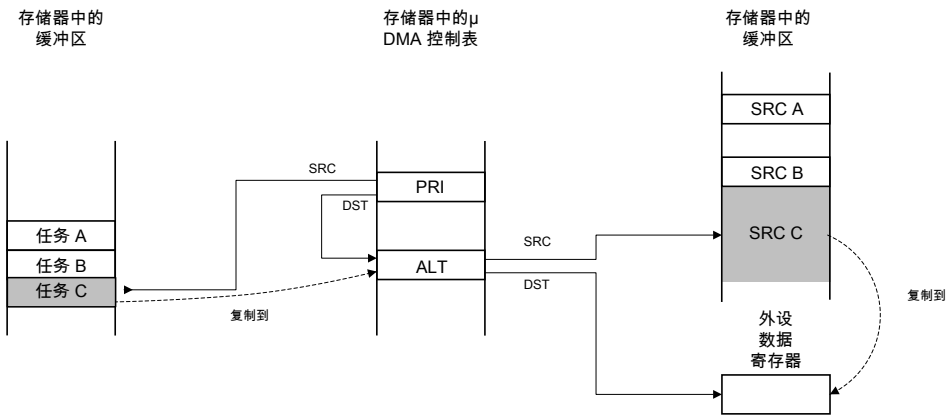 存储器中的
缓冲区
存储器中的μ
DMA 控制表
存储器中的
缓冲区
SRC A
SRC B
SRC C
SRC
PRI
DST
任务 A
任务 B
任务 C
ALT
SRC
DST
复制到
复制到
外设
数据
寄存器